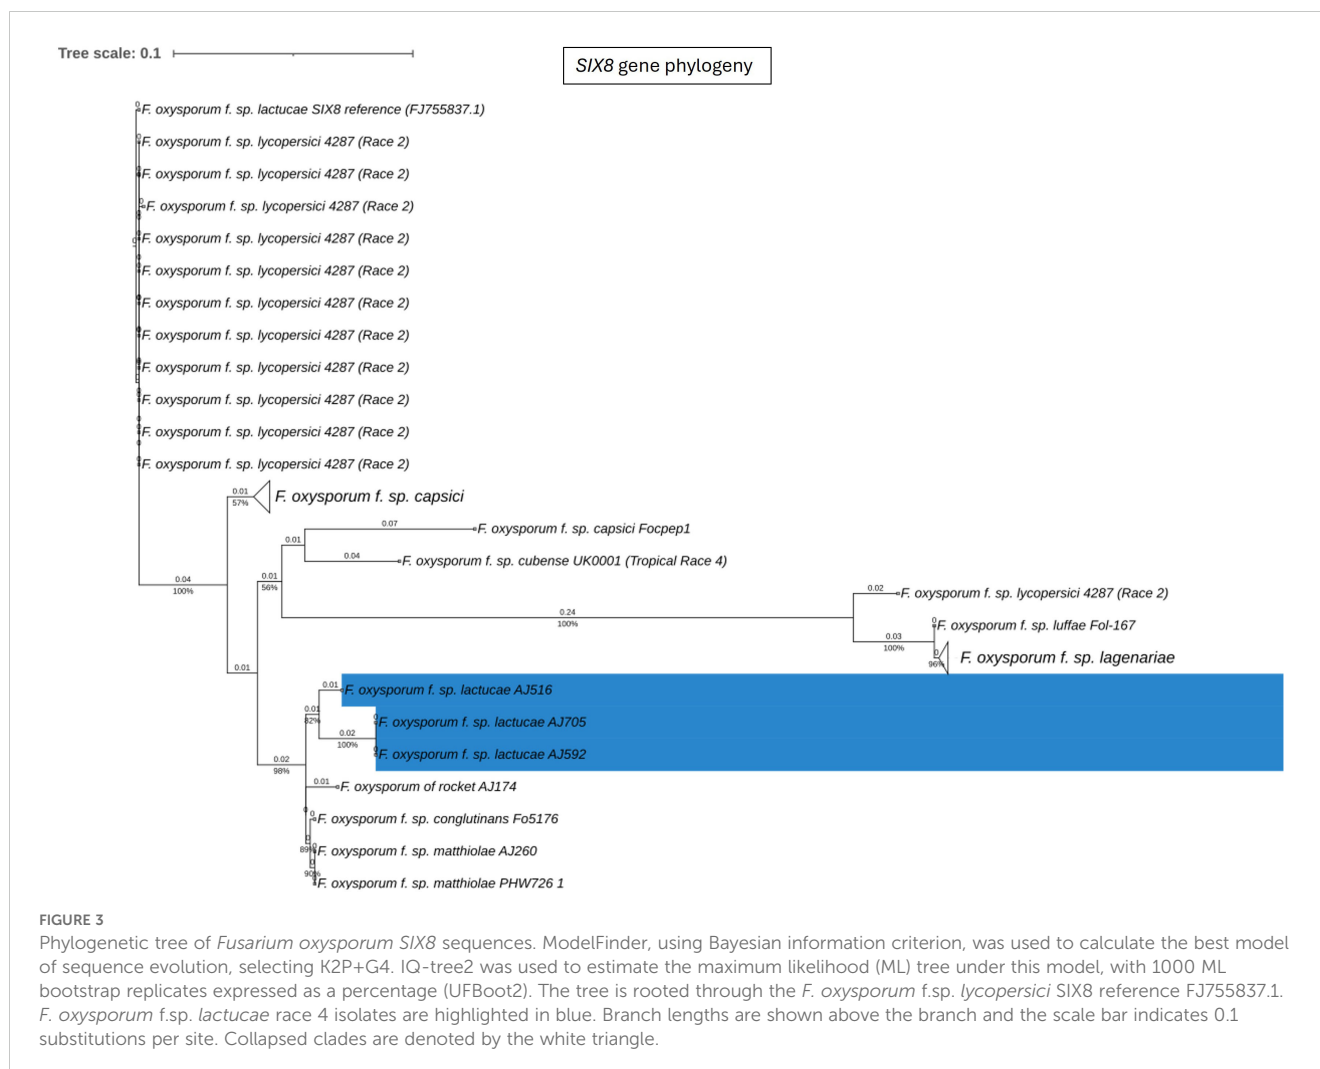 Tree scale: 0.1
SIX8 gene phylogeny
0
F. oxysporum f. sp. lactucae SIX8 reference (FJ755837.1)
F. oxysporum f. sp. lycopersici 4287 (Race 2)
F. oxysporum f. sp. lycopersici 4287 (Race 2)
F. oxysporum f. sp. lycopersici 4287 (Race 2)
F. oxysporum f. sp. lycopersici 4287 (Race 2)
F. oxysporum f. sp. lycopersici 4287 (Race 2)
F. oxysporum f. sp. lycopersici 4287 (Race 2)
F. oxysporum f. sp. lycopersici 4287 (Race 2)
F. oxysporum f. sp. lycopersici 4287 (Race 2)
F. oxysporum f. sp. lycopersici 4287 (Race 2)
F. oxysporum f. sp. lycopersici 4287 (Race 2)
F. oxysporum f. sp. lycopersici 4287 (Race 2)
0.01
57%
F. oxysporum f. sp. capsici
0.07
F. oxysporum f. sp. capsici Focpep1
0.01
0.04
F. oxysporum f. sp. cubense UK0001 (Tropical Race 4)
0.04
100%
0.01
56%
0.02
F. oxysporum f. sp. lycopersici 4287 (Race 2)
0.24
100%
0
F. oxysporum f. sp. luffae Fol-167
0.03
100%
0
96%
F. oxysporum f. sp. lagenariae
0.01
0.01
F. oxysporum f. sp. lactucae AJ516
0.01
82%
F. oxysporum f. sp. lactucae AJ705
0.02
100%
F. oxysporum f. sp. lactucae AJ592
0.02
98%
0.01
F. oxysporum of rocket AJ174
0
0
F. oxysporum f. sp. conglutinans Fo5176
0
89%
F. oxysporum f. sp. matthiolae AJ260
0
90%
F. oxysporum f. sp. matthiolae PHW726 1
FIGURE 3
Phylogenetic tree of Fusarium oxysporum SIX8 sequences. ModelFinder, using Bayesian information criterion, was used to calculate the best model
of sequence evolution, selecting K2P+G4. IQ-tree2 was used to estimate the maximum likelihood (ML) tree under this model, with 1000 ML
bootstrap replicates expressed as a percentage (UFBoot2). The tree is rooted through the F. oxysporum f.sp. lycopersici SIX8 reference FJ755837.1.
F. oxysporum f.sp. lactucae race 4 isolates are highlighted in blue. Branch lengths are shown above the branch and the scale bar indicates 0.1
substitutions per site. Collapsed clades are denoted by the white triangle.